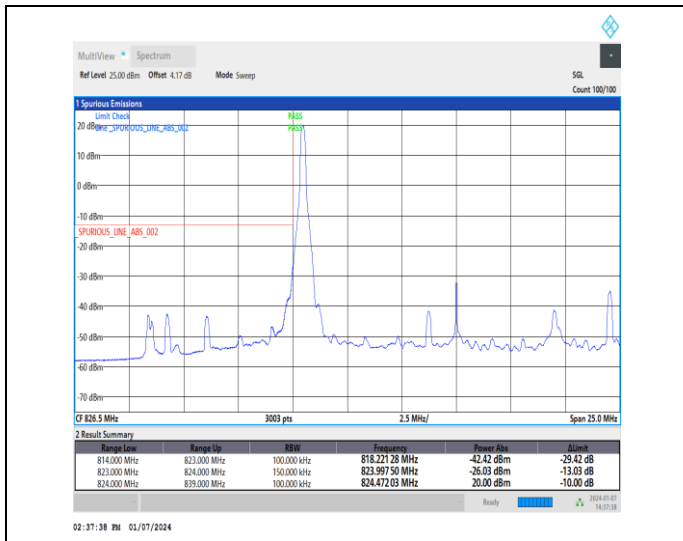 MultiView Spectrum
Ref Level 25.00 dBm Offset 4.17 dB Mode Sweep SGL
Count 100/100
1 Spurious Emissions
Limit Check PASS
20 dBm Line _SPURIOUS_LINE_ABS_002 PASS
10 dBm
0 dBm
-10 dBm
_SPURIOUS_LINE_ABS_002
-20 dBm
-30 dBm
-40 dBm
-50 dBm
-60 dBm
-70 dBm
CF 826.5 MHz 3003 pts 2.5 MHz/ Span 25.0 MHz
2 Result Summary
Range Low Range Up RBW Frequency Power Abs ΔLimit
814.000 MHz 823.000 MHz 100.000 kHz 818.221 28 MHz -42.42 dBm -29.42 dB
823.000 MHz 824.000 MHz 150.000 kHz 823.997 50 MHz -26.03 dBm -13.03 dB
824.000 MHz 839.000 MHz 100.000 kHz 824.472 03 MHz 20.00 dBm -10.00 dB
Ready 2024-01-07
14:37:38
02:37:38 PM 01/07/2024